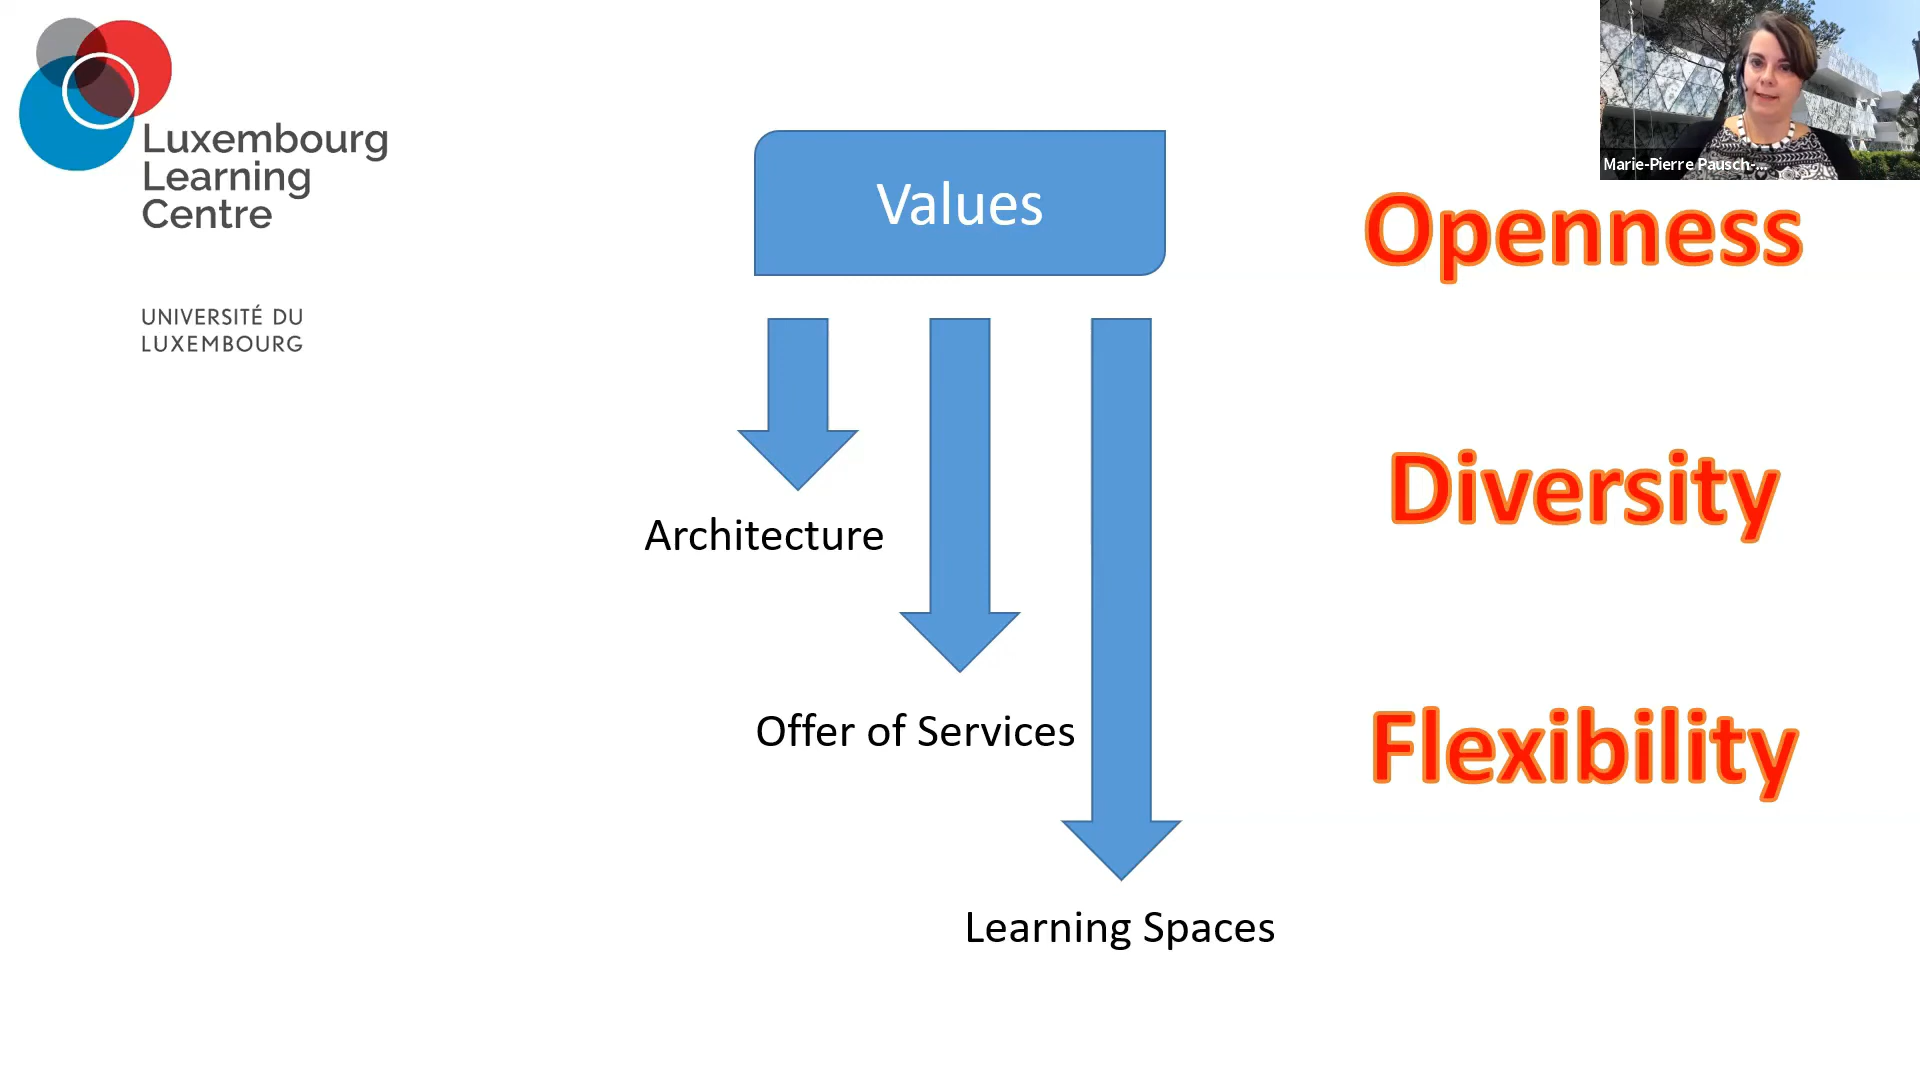 Luxembourg
Learning
Centre
UNIVERSITÉ DU
LUXEMBOURG
Values
Architecture
Offer of Services
Learning Spaces
Marie-Pierre Pausch-...
Openness
Diversity
Flexibility